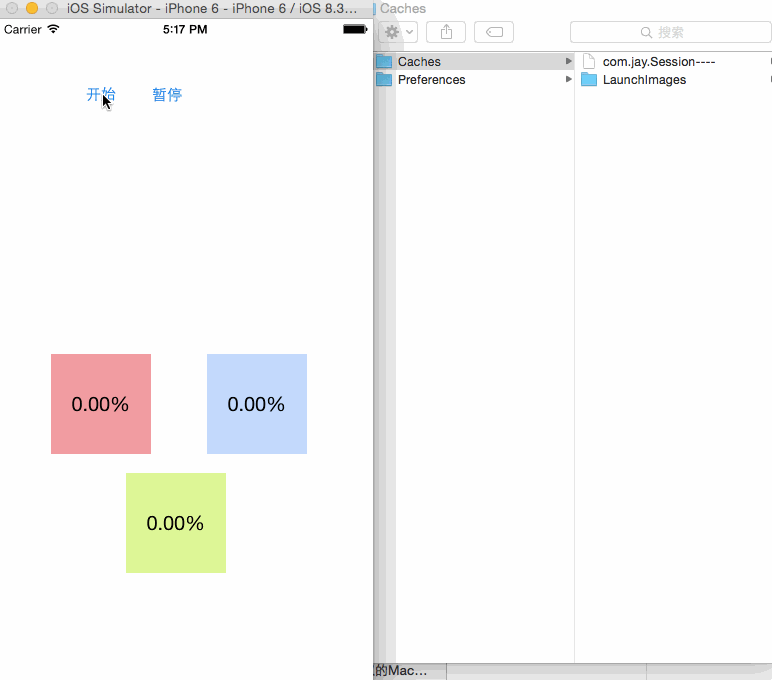 iOS Simulator - iPhone 6 - iPhone 6 / iOS 8.3...
Caches
Carrier
5:17 PM
搜索
Caches
com.jay.Session----
Preferences
LaunchImages
开始
暂停
0.00%
0.00%
0.00%
的Mac...